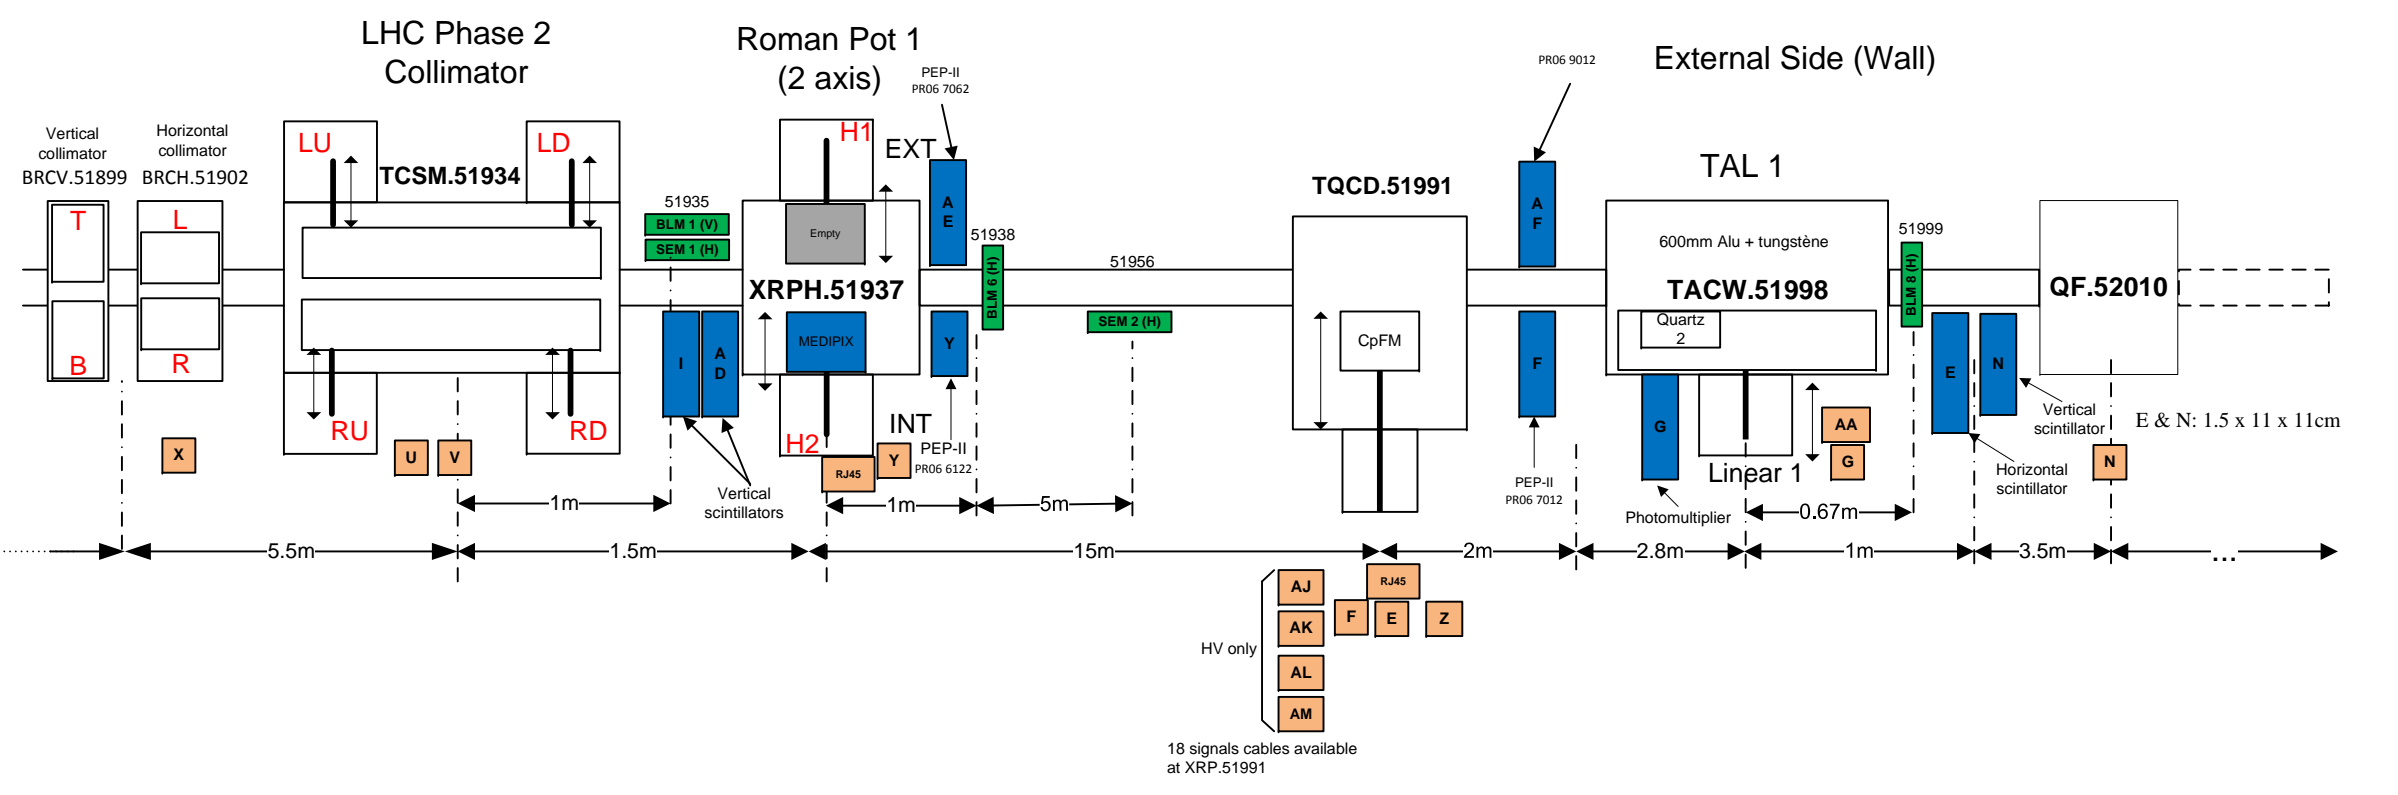 LHC Phase 2
Collimator
Roman Pot 1
(2 axis)
External Side (Wall)
PEP-II
PR06 7062
PR06 9012
Vertical
collimator
BRCV.51899
Horizontal
collimator
BRCH.51902
LU
LD
TCSM.51934
H1
EXT
TAL 1
TQCD.51991
T
L
51935
BLM 1 (V)
SEM 1 (H)
Empty
A
E
51938
BLM 6 (H)
51956
A
F
600mm Alu + tungstène
51999
BLM 8 (H)
XRPH.51937
TACW.51998
QF.52010
SEM 2 (H)
Quartz
2
CpFM
MEDIPIX
Y
I
A
D
F
E
N
B
R
RU
RD
H2
INT
G
Vertical
scintillator
E & N: 1.5 x 11 x 11cm
X
U
V
RJ45
Y
PEP-II
PR06 6122
PEP-II
PR06 7012
Linear 1
AA
G
N
Horizontal
scintillator
Vertical
scintillators
Photomultiplier
1m
1m
5m
0.67m
5.5m
1.5m
15m
2m
2.8m
1m
3.5m
...
HV only
AJ
AK
AL
AM
RJ45
F
E
Z
18 signals cables available
at XRP.51991